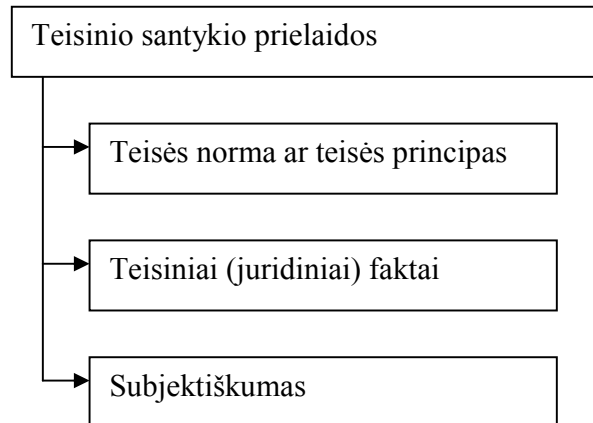 Teisinio santykio prielaidos
Teisės norma ar teisės principas
Teisiniai (juridiniai) faktai
Subjektiškumas